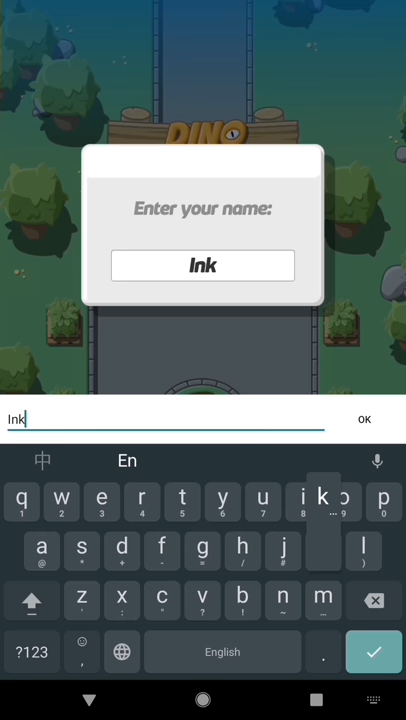 DINO
Enter your name:
Ink
Ink
OK
中 En
q w e r t y u i k o p
1 2 3 4 5 6 7 8 ... 9 0
a s d f g h j l
@ * + - = / # )
z x c v b n m
' : " ? ! ~ ...
?123 , English .